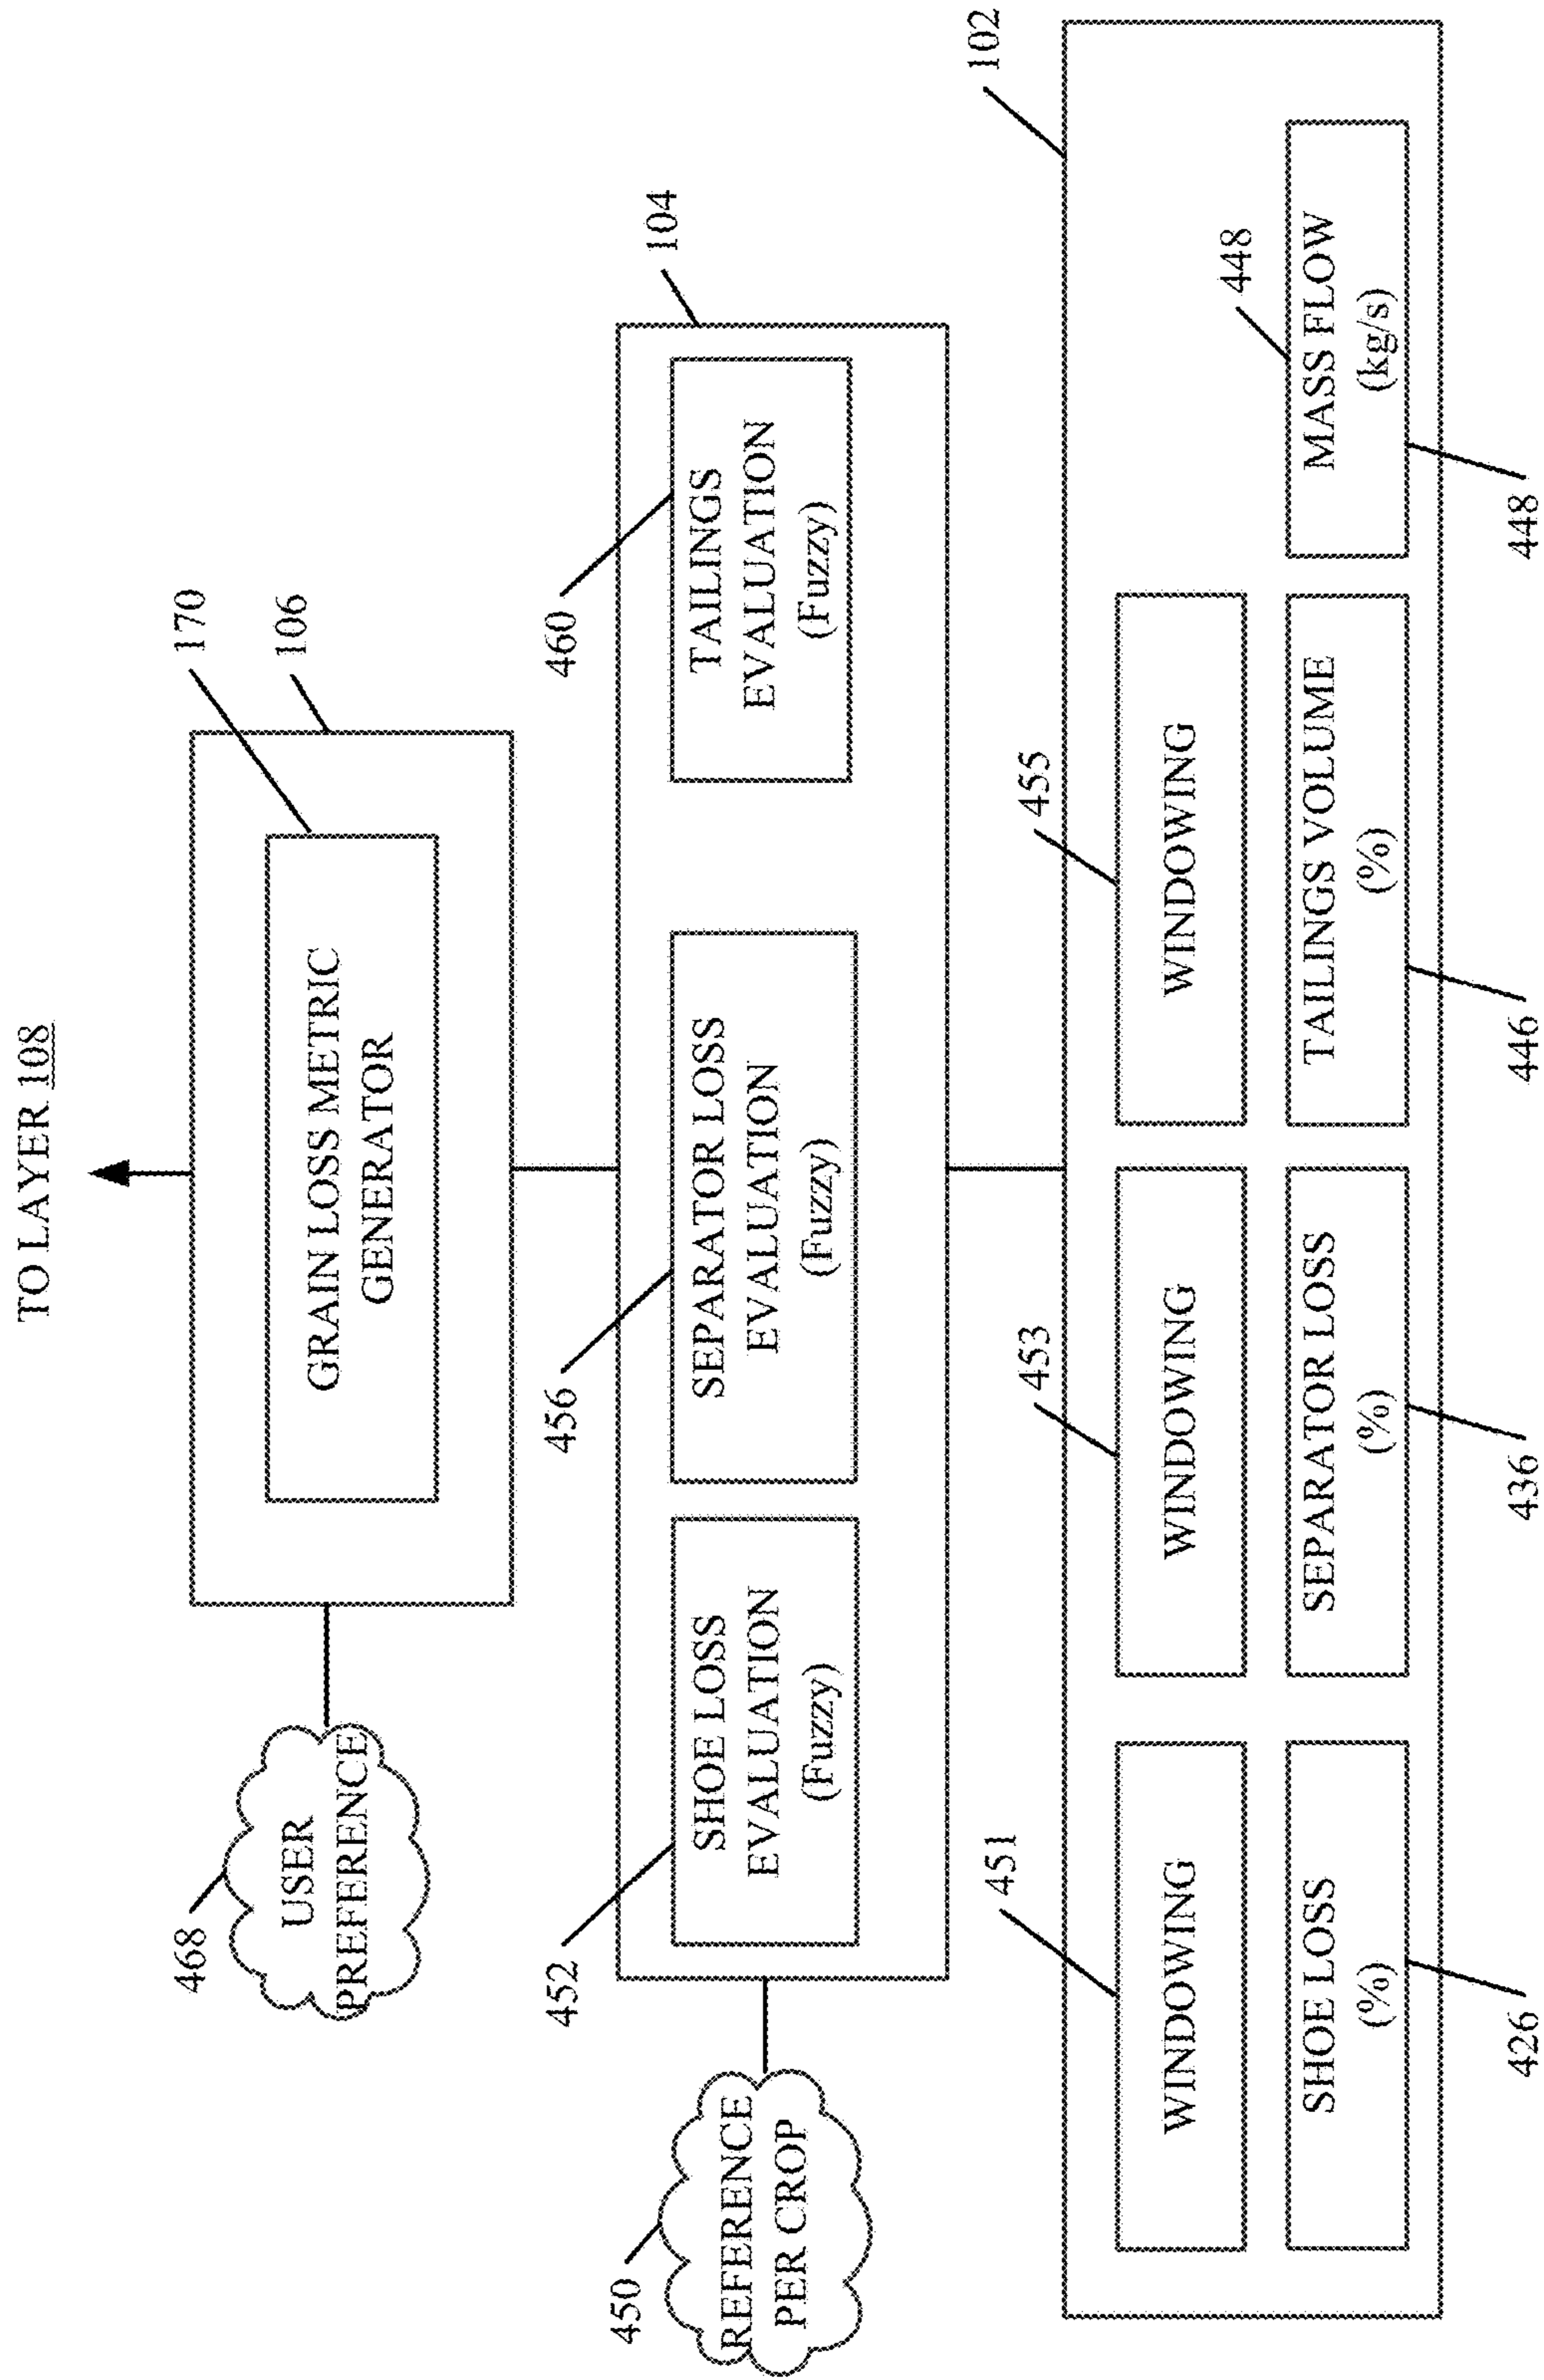 TO LAYER 108
170
106
GRAIN LOSS METRIC
GENERATOR
468
USER
PREFERENCE
104
460
TAILINGS
EVALUATION
(Fuzzy)
456
SEPARATOR LOSS
EVALUATION
(Fuzzy)
452
SHOE LOSS
EVALUATION
(Fuzzy)
450
REFERENCE
PER CROP
102
451
WINDOWING
453
WINDOWING
455
WINDOWING
448
SHOE LOSS
(%)
SEPARATOR LOSS
(%)
TAILINGS VOLUME
(%)
MASS FLOW
(kg/s)
426
436
446
448